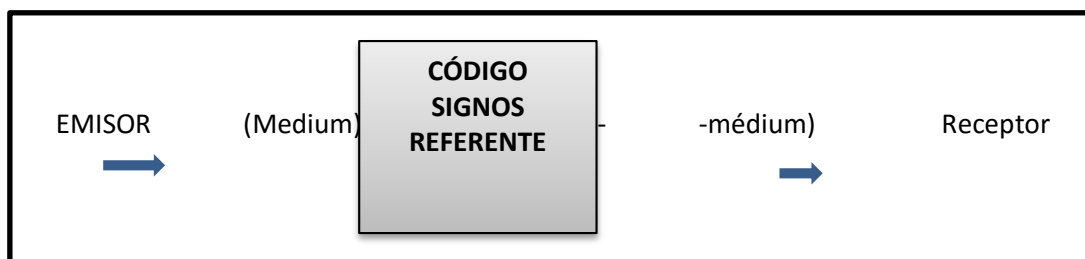 CÓDIGO
SIGNOS
EMISOR (Medium) - -médium) Receptor
REFERENTE